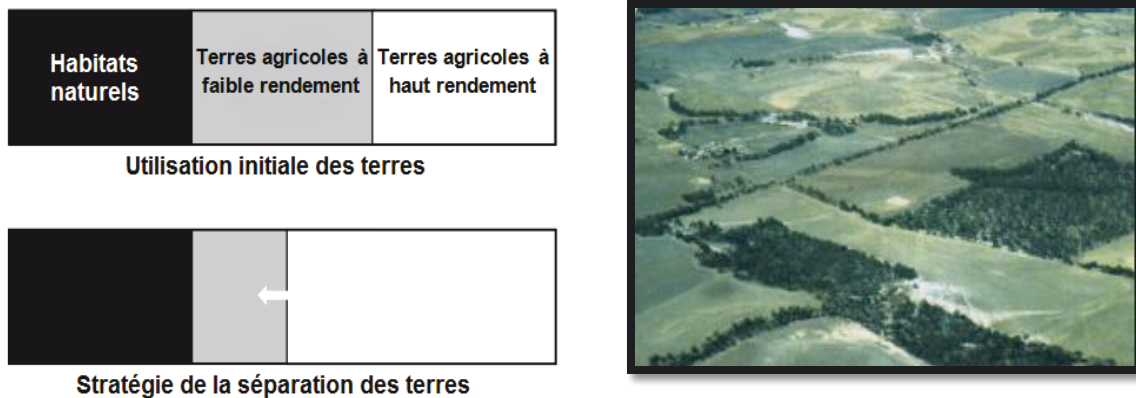 Habitats
naturels
Terres agricoles à
faible rendement
Terres agricoles à
haut rendement
Utilisation initiale des terres
Stratégie de la séparation des terres